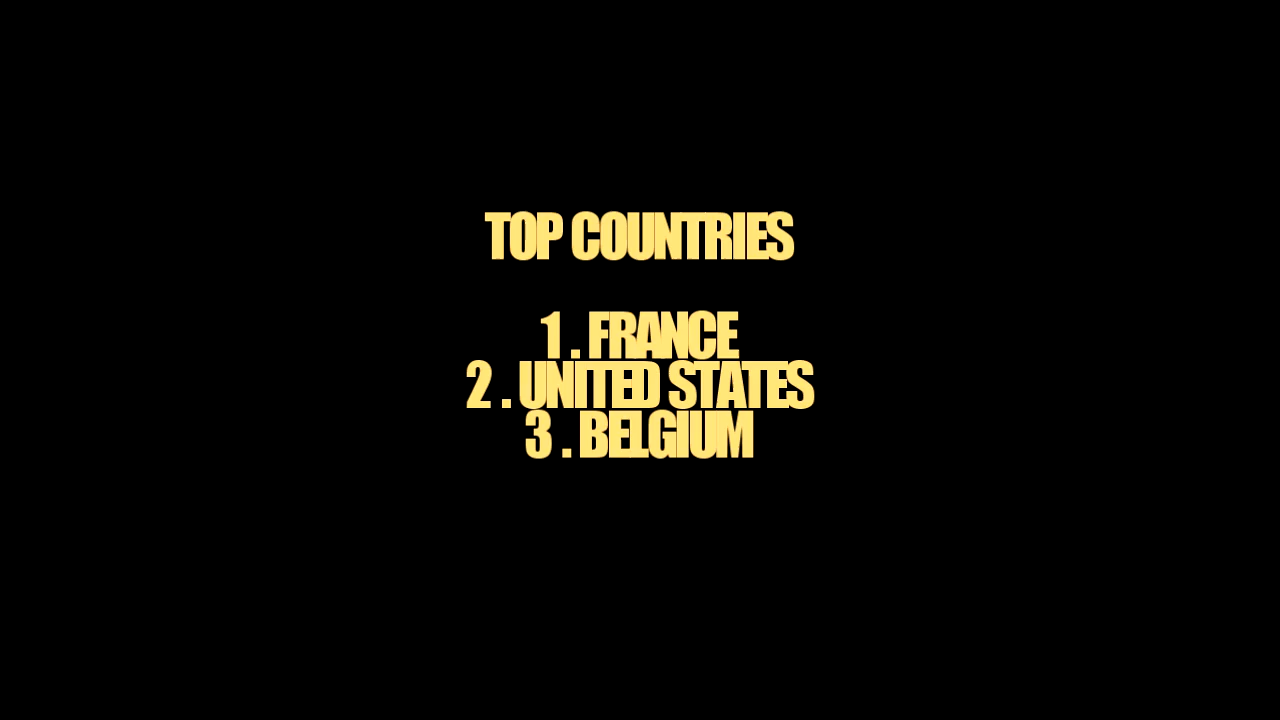 TOP COUNTRIES
1 . FRANCE
2 . UNITED STATES
3 . BELGIUM